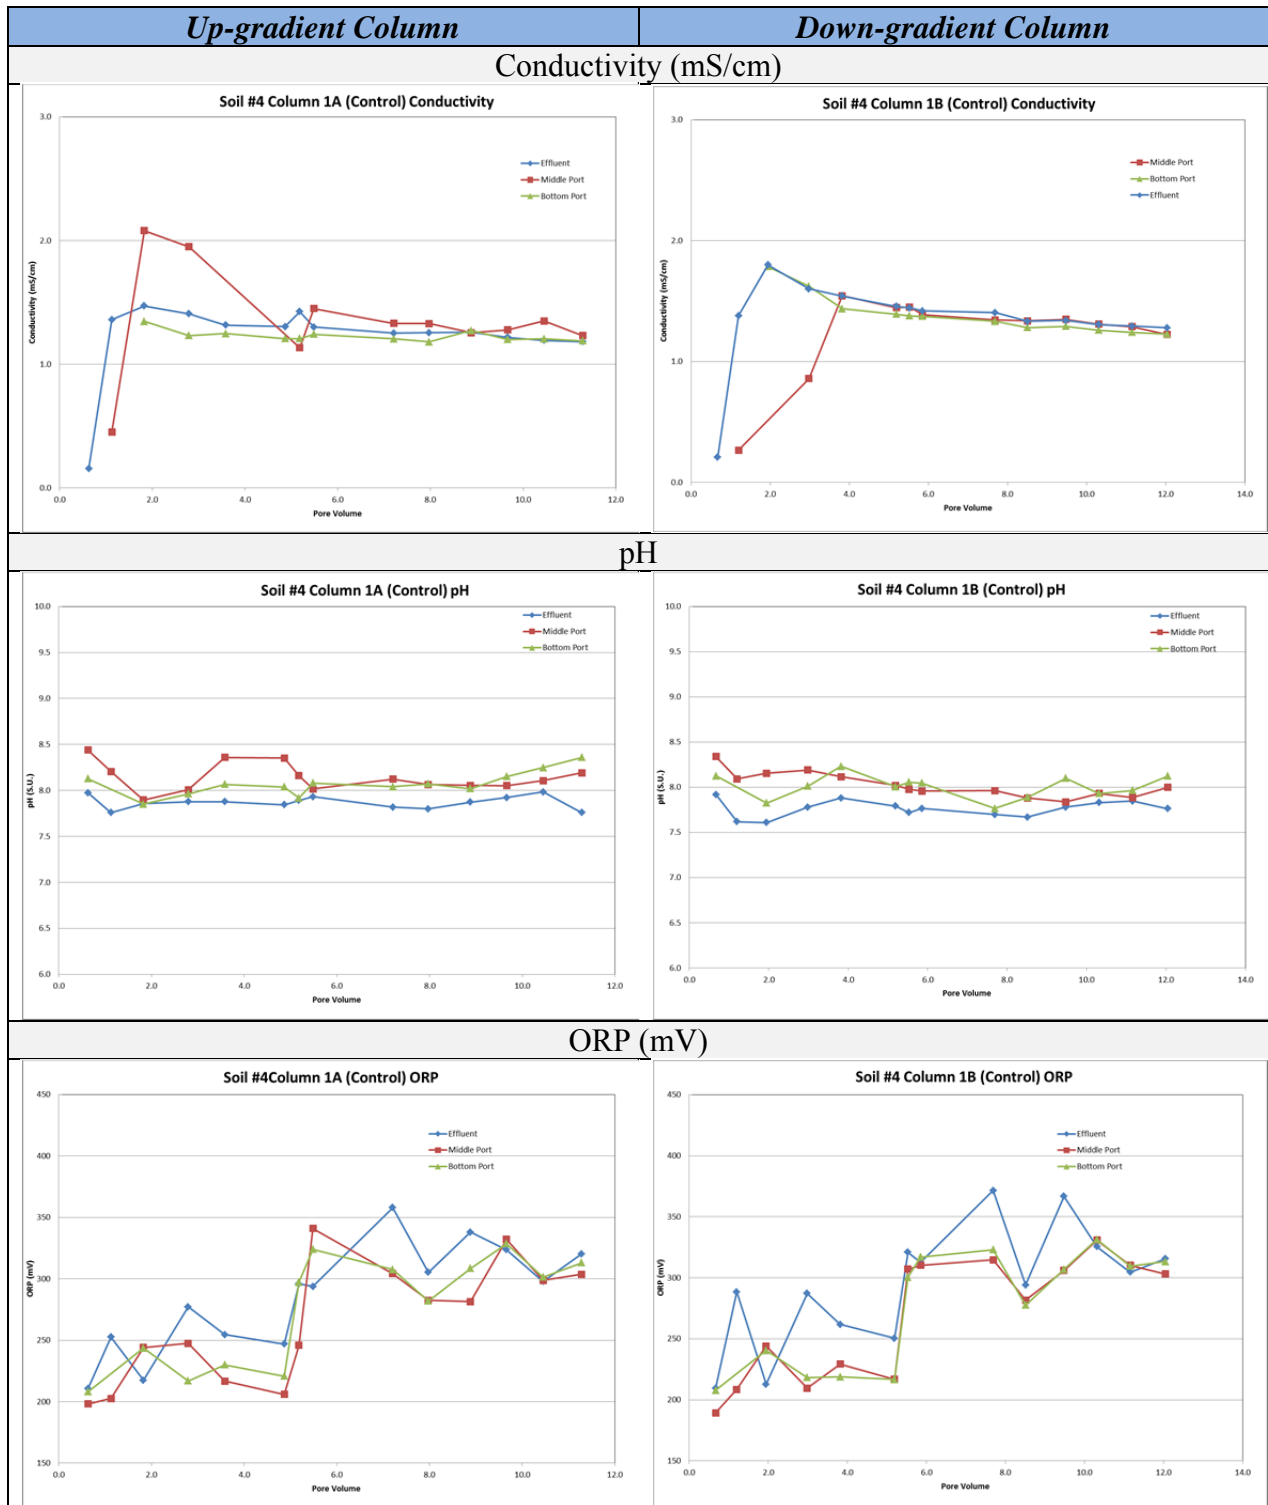 Up-gradient Column Down-gradient Column
Conductivity (mS/cm)
Soil #4 Column 1A (Control) Conductivity
3.0
2.0
1.0
0.0
Conductivity (mS/cm)
Effluent
Middle Port
Bottom Port
0.0 2.0 4.0 6.0 8.0 10.0 12.0
Pore Volume
Soil #4 Column 1B (Control) Conductivity
3.0
2.0
1.0
0.0
Conductivity (mS/cm)
Middle Port
Bottom Port
Effluent
0.0 2.0 4.0 6.0 8.0 10.0 12.0 14.0
Pore Volume
pH
Soil #4 Column 1A (Control) pH
10.0
9.5
9.0
8.5
8.0
7.5
7.0
6.5
6.0
pH (S.U.)
Effluent
Middle Port
Bottom Port
0.0 2.0 4.0 6.0 8.0 10.0 12.0
Pore Volume
Soil #4 Column 1B (Control) pH
10.0
9.5
9.0
8.5
8.0
7.5
7.0
6.5
6.0
pH (S.U.)
Effluent
Middle Port
Bottom Port
0.0 2.0 4.0 6.0 8.0 10.0 12.0 14.0
Pore Volume
ORP (mV)
Soil #4Column 1A (Control) ORP
450
400
350
300
250
200
150
ORP (mV)
Effluent
Middle Port
Bottom Port
0.0 2.0 4.0 6.0 8.0 10.0 12.0
Pore Volume
Soil #4 Column 1B (Control) ORP
450
400
350
300
250
200
150
ORP (mV)
Effluent
Middle Port
Bottom Port
0.0 2.0 4.0 6.0 8.0 10.0 12.0 14.0
Pore Volume